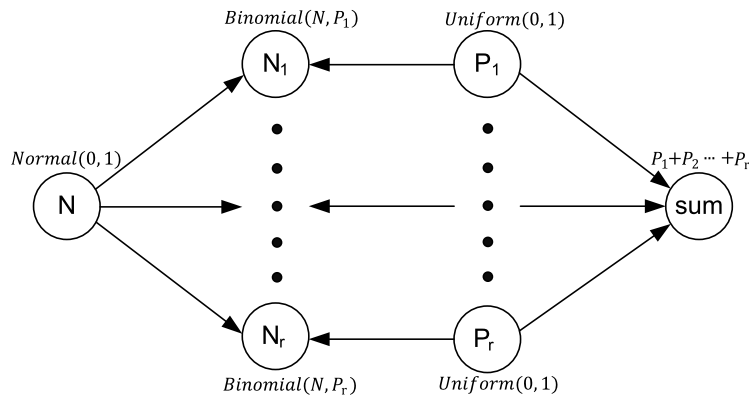 Binomial(N, P₁) Uniform(0, 1)
N₁ P₁
Normal(0, 1) P₁+P₂ ⋯ +Pᵣ
N sum
Nᵣ Pᵣ
Binomial(N, Pᵣ) Uniform(0, 1)